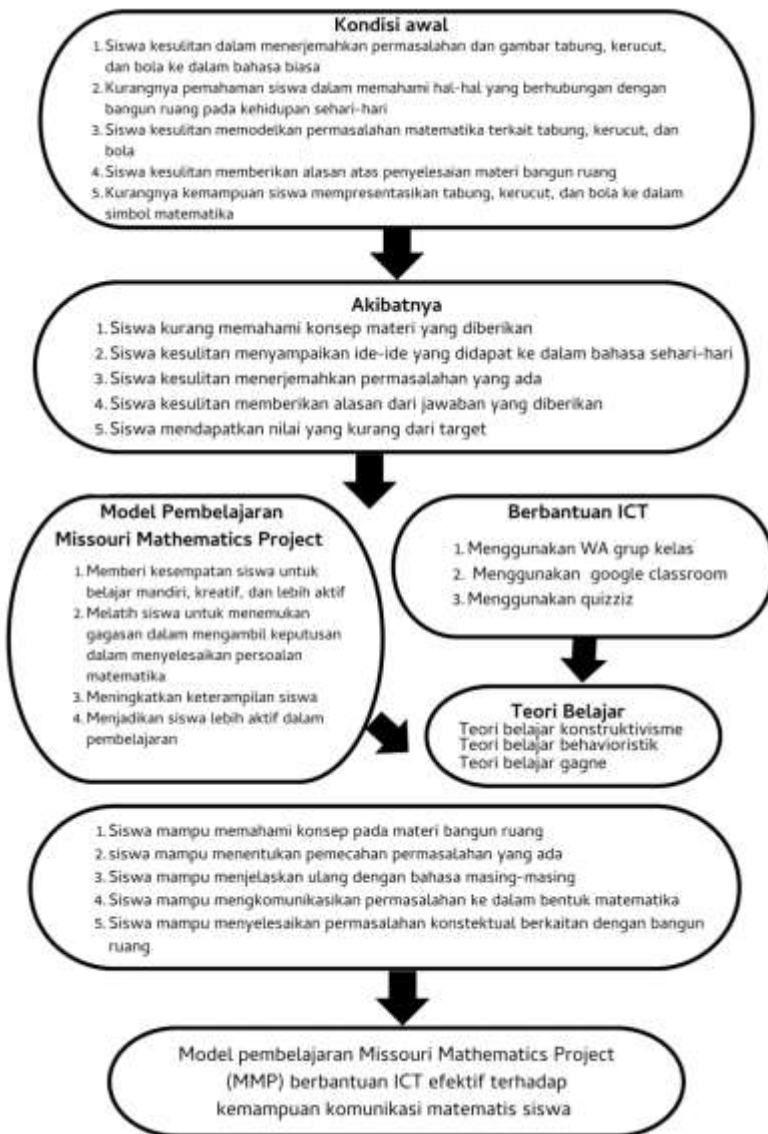 Kondisi awal
1. Siswa kesulitan dalam menerjemahkan permasalahan dan gambar tabung, kerucut,
dan bola ke dalam bahasa biasa
2. Kurangnya pemahaman siswa dalam memahami hal-hal yang berhubungan dengan
bangun ruang pada kehidupan sehari-hari
3. Siswa kesulitan memodelkan permasalahan matematika terkait tabung, kerucut, dan
bola
4. Siswa kesulitan memberikan alasan atas penyelesaian materi bangun ruang
5. Kurangnya kemampuan siswa mempresentasikan tabung, kerucut, dan bola ke dalam
simbol matematika
Akibatnya
1. Siswa kurang memahami konsep materi yang diberikan
2. Siswa kesulitan menyampaikan ide-ide yang didapat ke dalam bahasa sehari-hari
3. Siswa kesulitan menerjemahkan permasalahan yang ada
4. Siswa kesulitan memberikan alasan dari jawaban yang diberikan
5. Siswa mendapatkan nilai yang kurang dari target
Model Pembelajaran
Missouri Mathematics Project
1. Memberi kesempatan siswa untuk
belajar mandiri, kreatif, dan lebih aktif
2. Melatih siswa untuk menemukan
gagasan dalam mengambil keputusan
dalam menyelesaikan persoalan
matematika
3. Meningkatkan keterampilan siswa
4. Menjadikan siswa lebih aktif dalam
pembelajaran
Berbantuan ICT
1. Menggunakan WA grup kelas
2. Menggunakan google classroom
3. Menggunakan quizziz
Teori Belajar
Teori belajar konstruktivisme
Teori belajar behavioristik
Teori belajar gagne
1. Siswa mampu memahami konsep pada materi bangun ruang
2. siswa mampu menentukan pemecahan permasalahan yang ada
3. Siswa mampu menjelaskan ulang dengan bahasa masing-masing
4. Siswa mampu mengkomunikasikan permasalahan ke dalam bentuk matematika
5. Siswa mampu menyelesaikan permasalahan konstektual berkaitan dengan bangun
ruang.
Model pembelajaran Missouri Mathematics Project
(MMP) berbantuan ICT efektif terhadap
kemampuan komunikasi matematis siswa